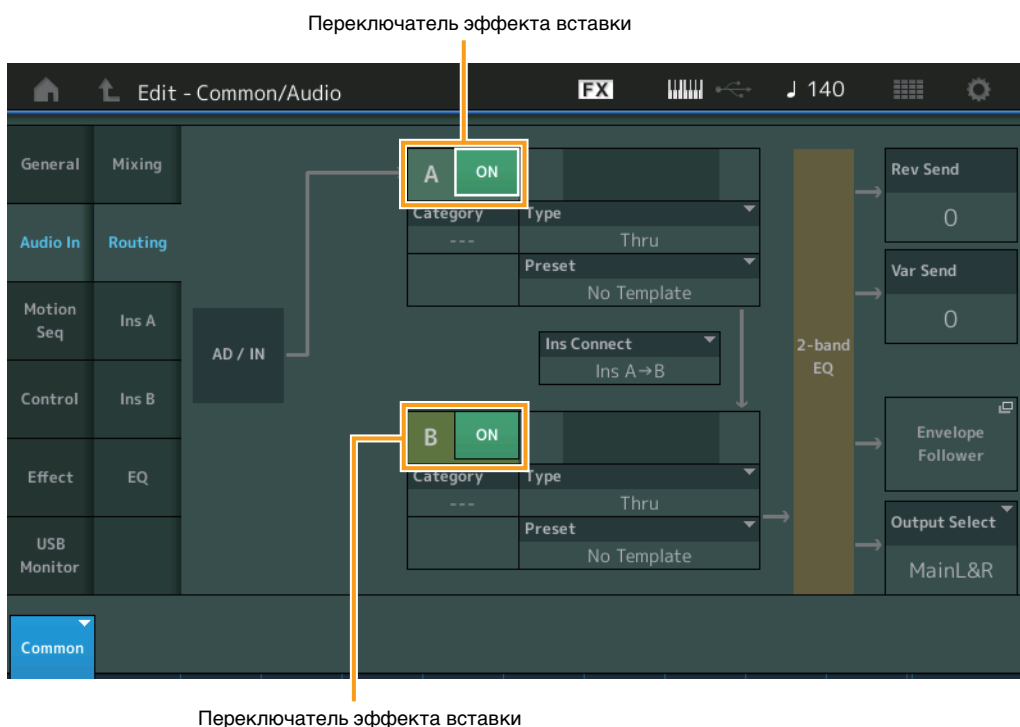 Переключатель эффекта вставки
Edit - Common/Audio FX ♩ 140
General
Mixing
Audio In
Routing
Motion
Seq
Ins A
Control
Ins B
Effect
EQ
USB
Monitor
Common
AD / IN
A ON
Category
---
Type
Thru
Preset
No Template
Ins Connect
Ins A→B
B ON
Category
---
Type
Thru
Preset
No Template
2-band
EQ
Rev Send
0
Var Send
0
Envelope
Follower
Output Select
MainL&R
Переключатель эффекта вставки